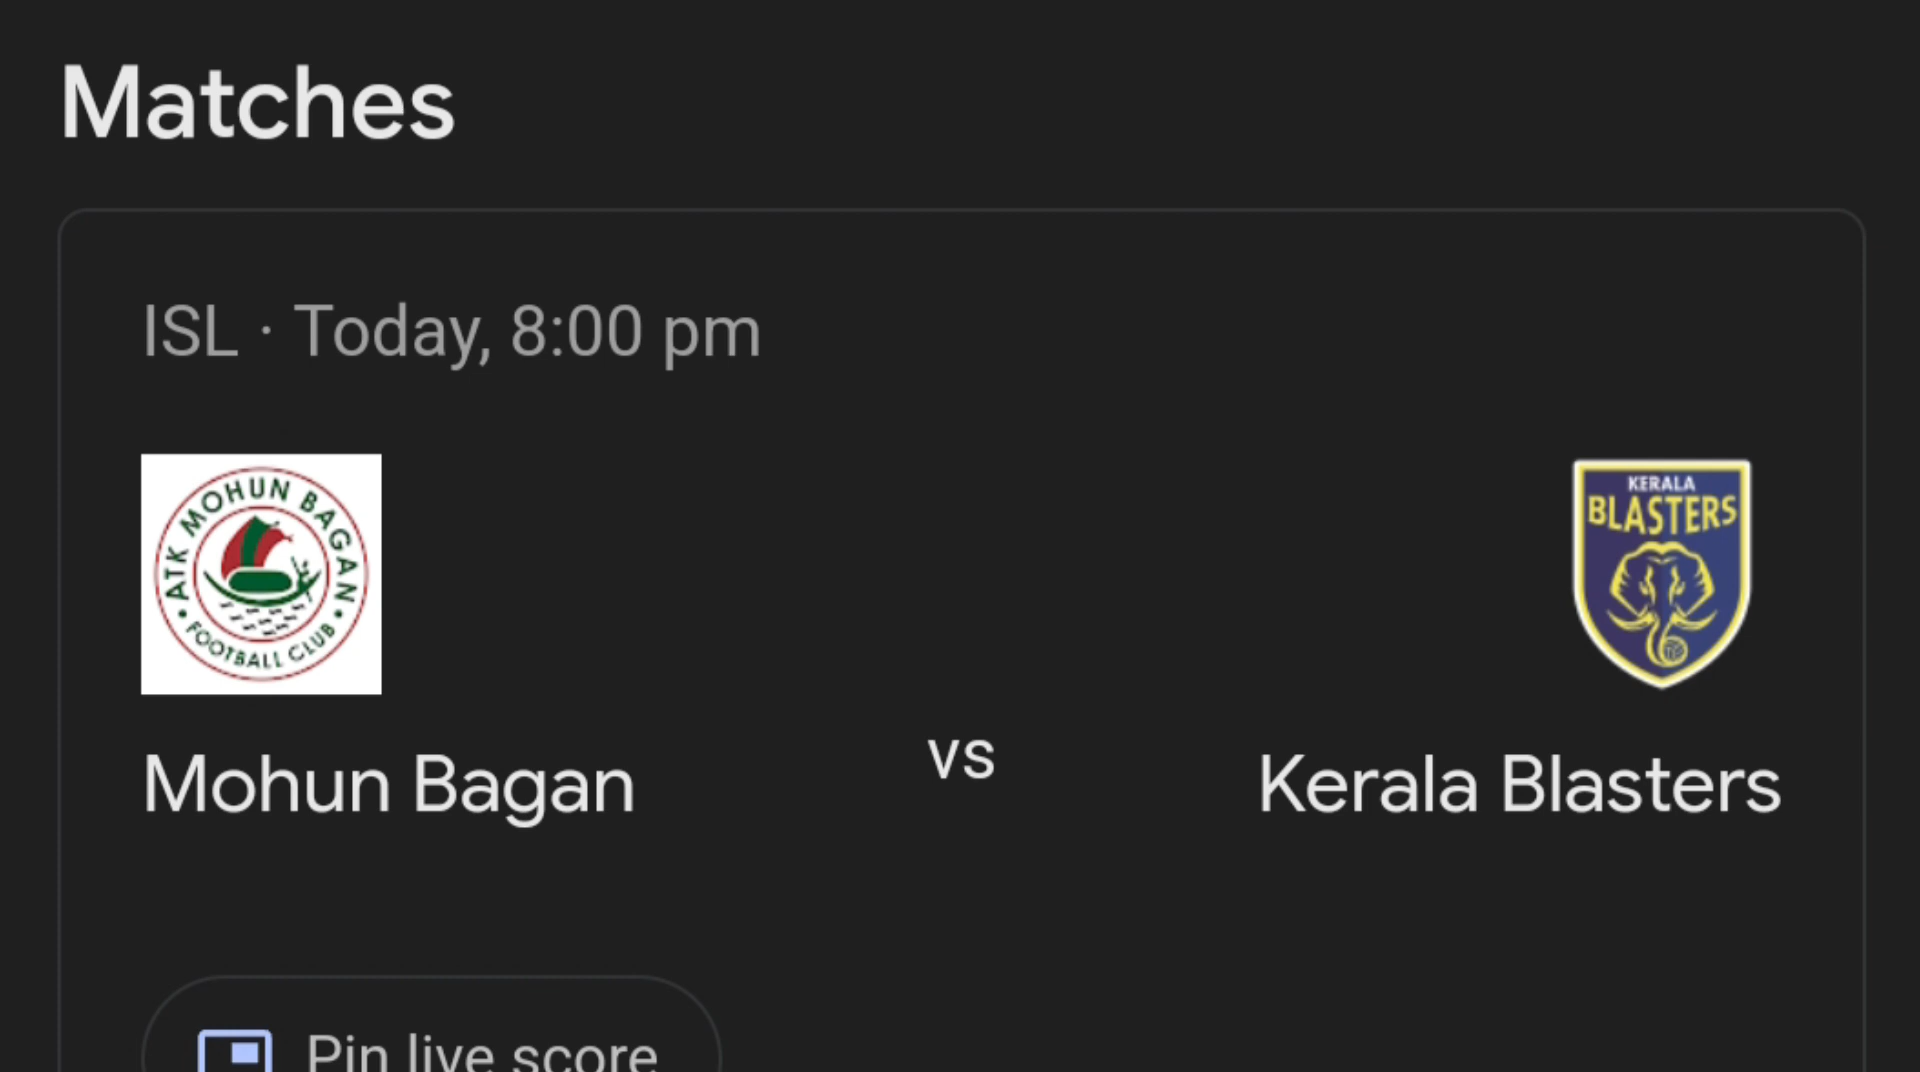 Matches
ISL · Today, 8:00 pm
ATK MOHUN BAGAN
• FOOTBALL CLUB •
KERALA
BLASTERS
Mohun Bagan
vs
Kerala Blasters
Pin live score